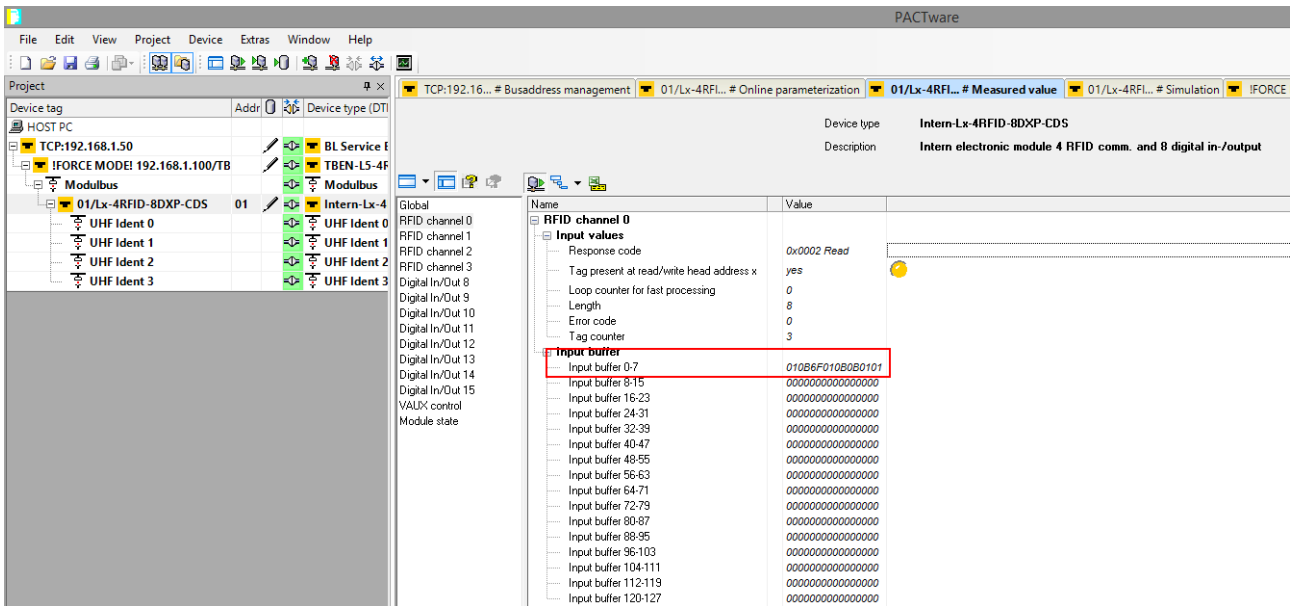 PACTware
File Edit View Project Device Extras Window Help
Project
TCP:192.16... # Busaddress management 01/Lx-4RFI... # Online parameterization 01/Lx-4RFI... # Measured value 01/Lx-4RFI... # Simulation !FORCE
Device tag Addr Device type (DTI
HOST PC
TCP:192.168.1.50 BL Service E
!FORCE MODE! 192.168.1.100/TB TBEN-L5-4R
Modulbus Modulbus
01/Lx-4RFID-8DXP-CDS 01 Intern-Lx-4
UHF Ident 0 UHF Ident 0
UHF Ident 1 UHF Ident 1
UHF Ident 2 UHF Ident 2
UHF Ident 3 UHF Ident 3
Device type Intern-Lx-4RFID-8DXP-CDS
Description Intern electronic module 4 RFID comm. and 8 digital in-/output
Global
RFID channel 0
RFID channel 1
RFID channel 2
RFID channel 3
Digital In/Out 8
Digital In/Out 9
Digital In/Out 10
Digital In/Out 11
Digital In/Out 12
Digital In/Out 13
Digital In/Out 14
Digital In/Out 15
VAUX control
Module state
Name Value
RFID channel 0
Input values
Response code 0x0002 Read
Tag present at read/write head address x yes
Loop counter for fast processing 0
Length 8
Error code 0
Tag counter 3
Input buffer
Input buffer 0-7 010B6F010B0B0101
Input buffer 8-15 0000000000000000
Input buffer 16-23 0000000000000000
Input buffer 24-31 0000000000000000
Input buffer 32-39 0000000000000000
Input buffer 40-47 0000000000000000
Input buffer 48-55 0000000000000000
Input buffer 56-63 0000000000000000
Input buffer 64-71 0000000000000000
Input buffer 72-79 0000000000000000
Input buffer 80-87 0000000000000000
Input buffer 88-95 0000000000000000
Input buffer 96-103 0000000000000000
Input buffer 104-111 0000000000000000
Input buffer 112-119 0000000000000000
Input buffer 120-127 0000000000000000